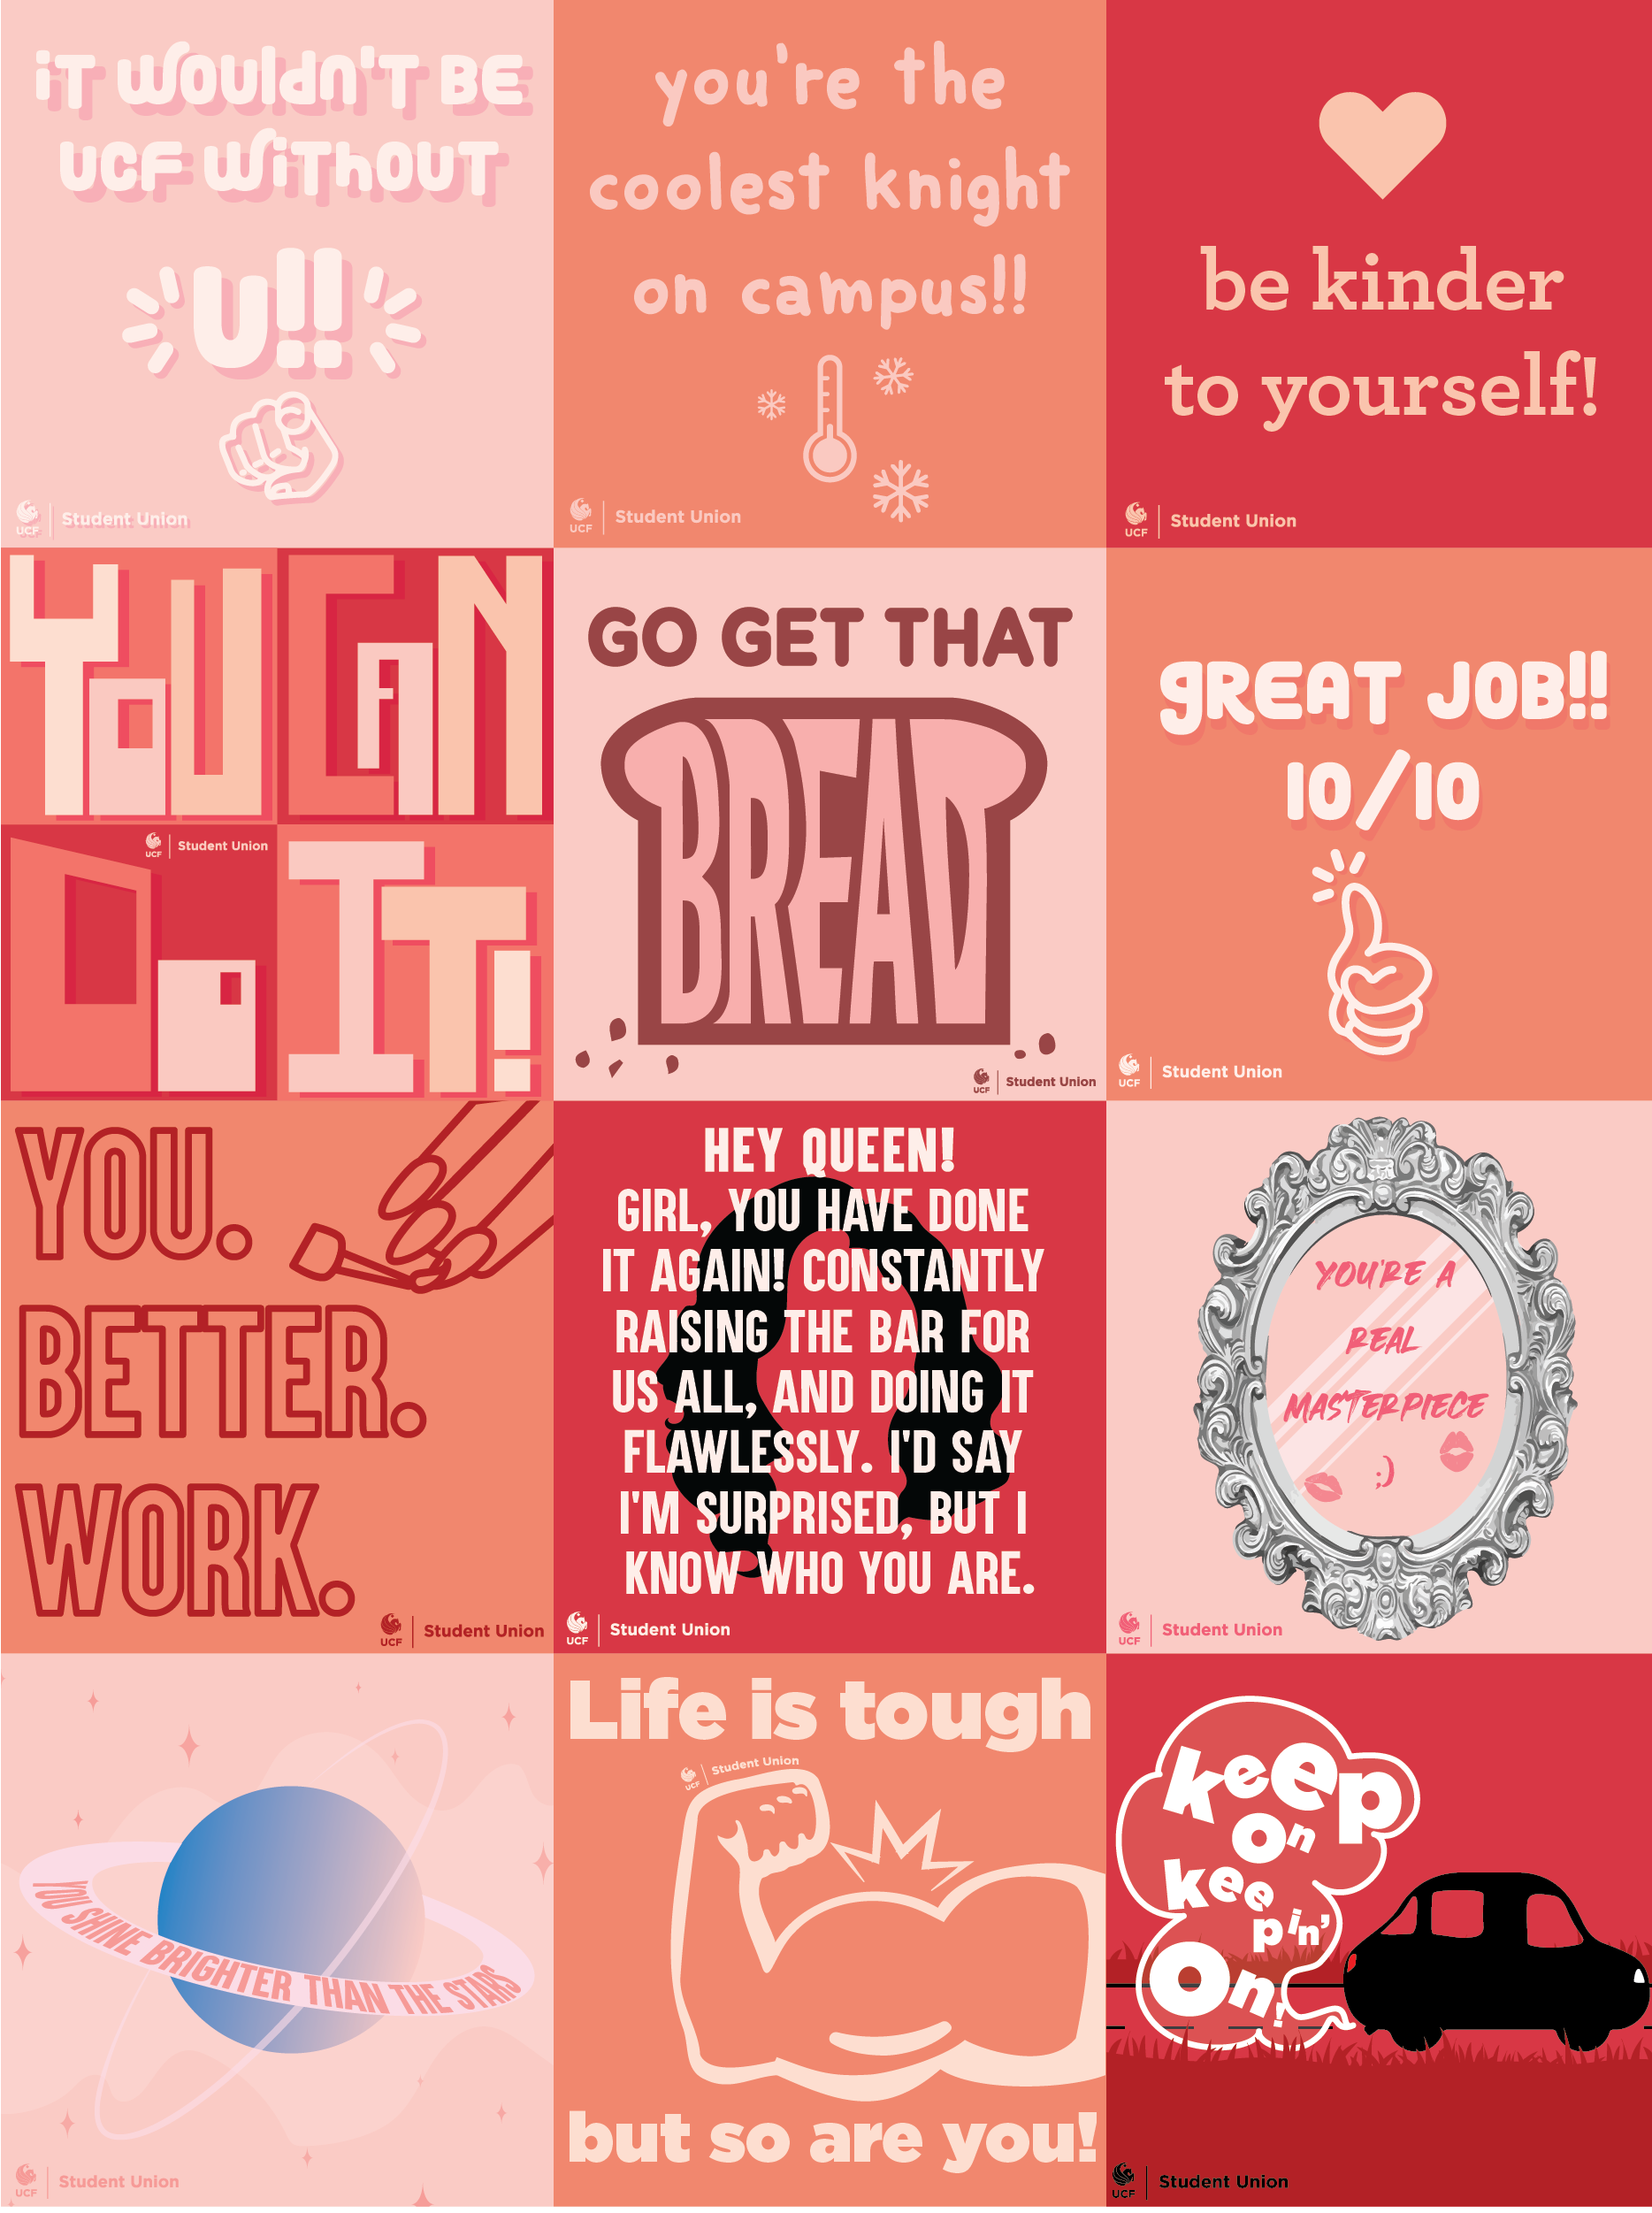 iT WOUldn'T BE
UCF WiThOUT
U!!
UCF | Student Union
you're the
coolest knight
on campus!!
UCF | Student Union
be kinder
to yourself!
UCF | Student Union
YoU CAN
UCF | Student Union
Do IT!
GO GET THAT
BREAD
UCF | Student Union
gREAT JOB!!
10/10
UCF | Student Union
YOU.
BETTER.
WORK.
UCF | Student Union
HEY QUEEN!
GIRL, YOU HAVE DONE
IT AGAIN! CONSTANTLY
RAISING THE BAR FOR
US ALL, AND DOING IT
FLAWLESSLY. I'D SAY
I'M SURPRISED, BUT I
KNOW WHO YOU ARE.
UCF | Student Union
YOU'RE A
REAL
MASTERPIECE
;)
UCF | Student Union
YOU SHINE BRIGHTER THAN THE STARS
UCF | Student Union
Life is tough
UCF | Student Union
but so are you!
keep
on
keepin'
On!
UCF | Student Union